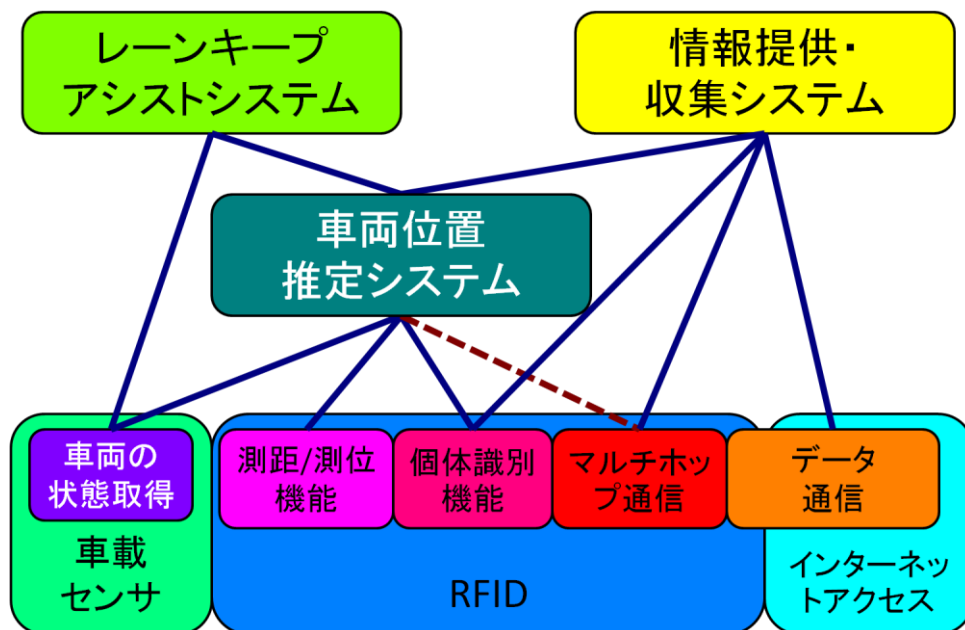 レーンキープ
アシストシステム
情報提供・
収集システム
車両位置
推定システム
車両の
状態取得
測距/測位
機能
個体識別
機能
マルチホッ
プ通信
データ
通信
車載
センサ
RFID
インターネッ
トアクセス